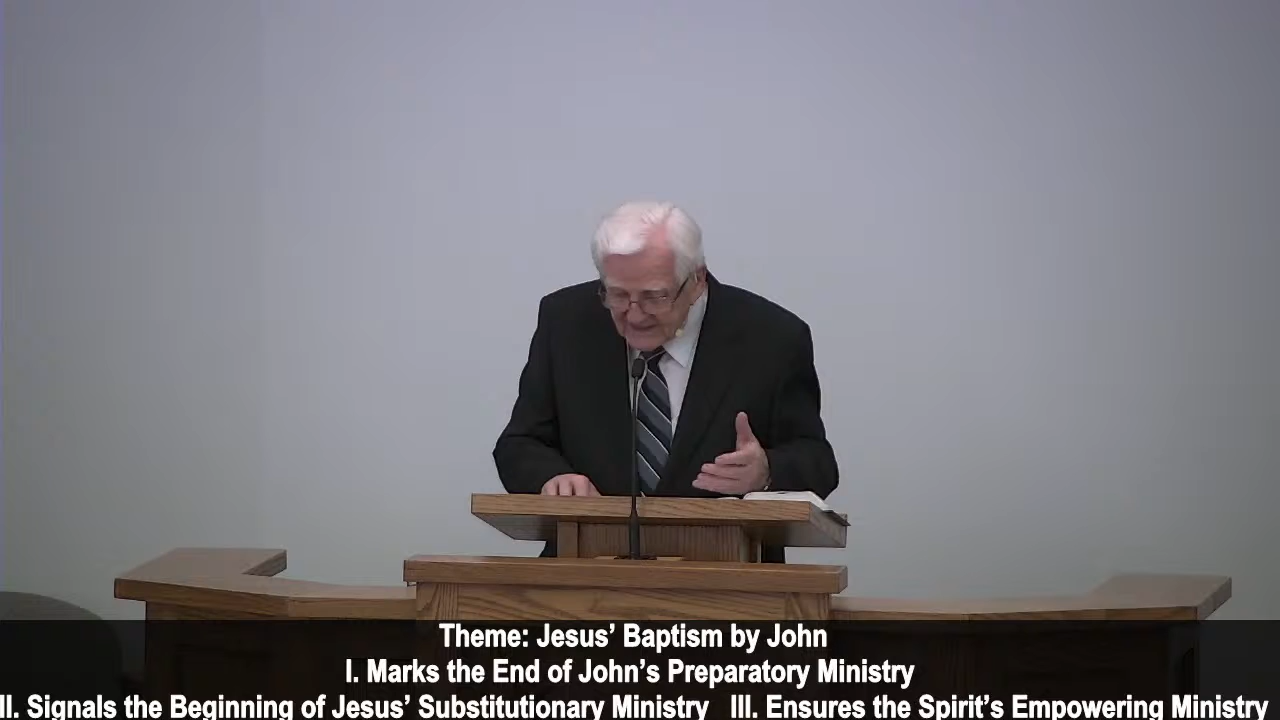 Theme: Jesus’ Baptism by John
I. Marks the End of John’s Preparatory Ministry
II. Signals the Beginning of Jesus’ Substitutionary Ministry III. Ensures the Spirit’s Empowering Ministry